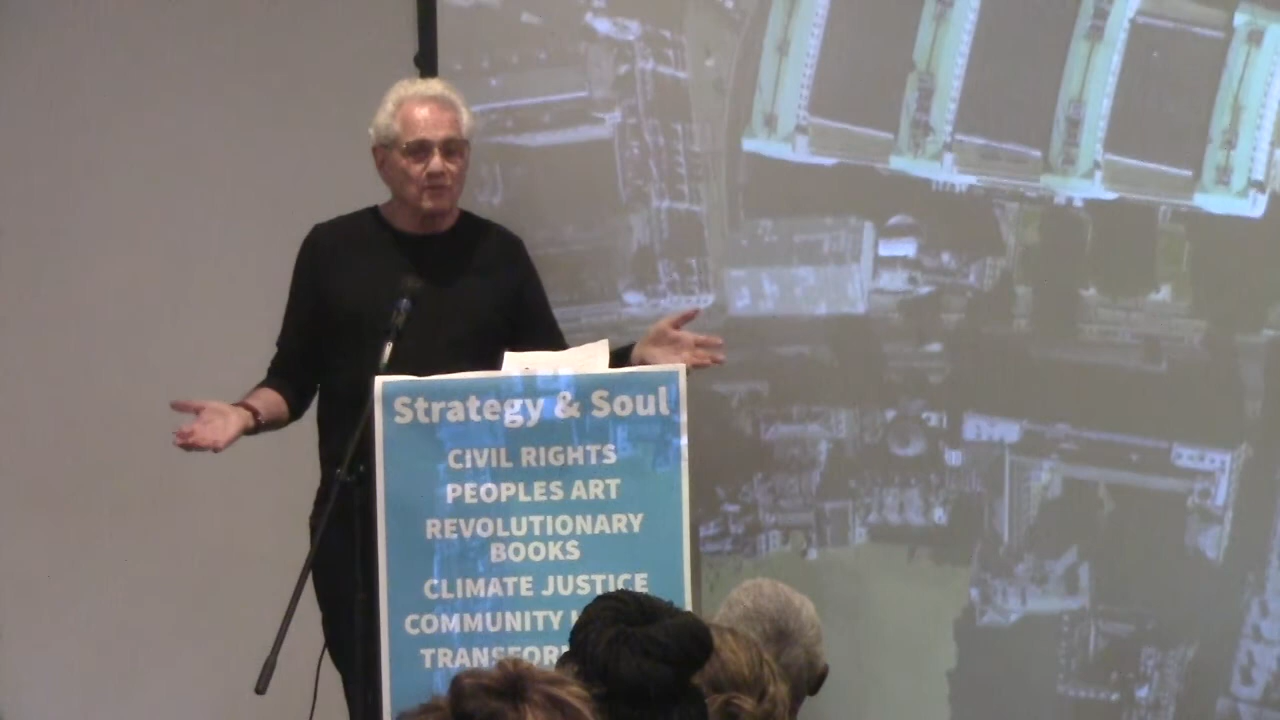 Strategy & Soul
CIVIL RIGHTS
PEOPLES ART
REVOLUTIONARY
BOOKS
CLIMATE JUSTICE
COMMUNITY